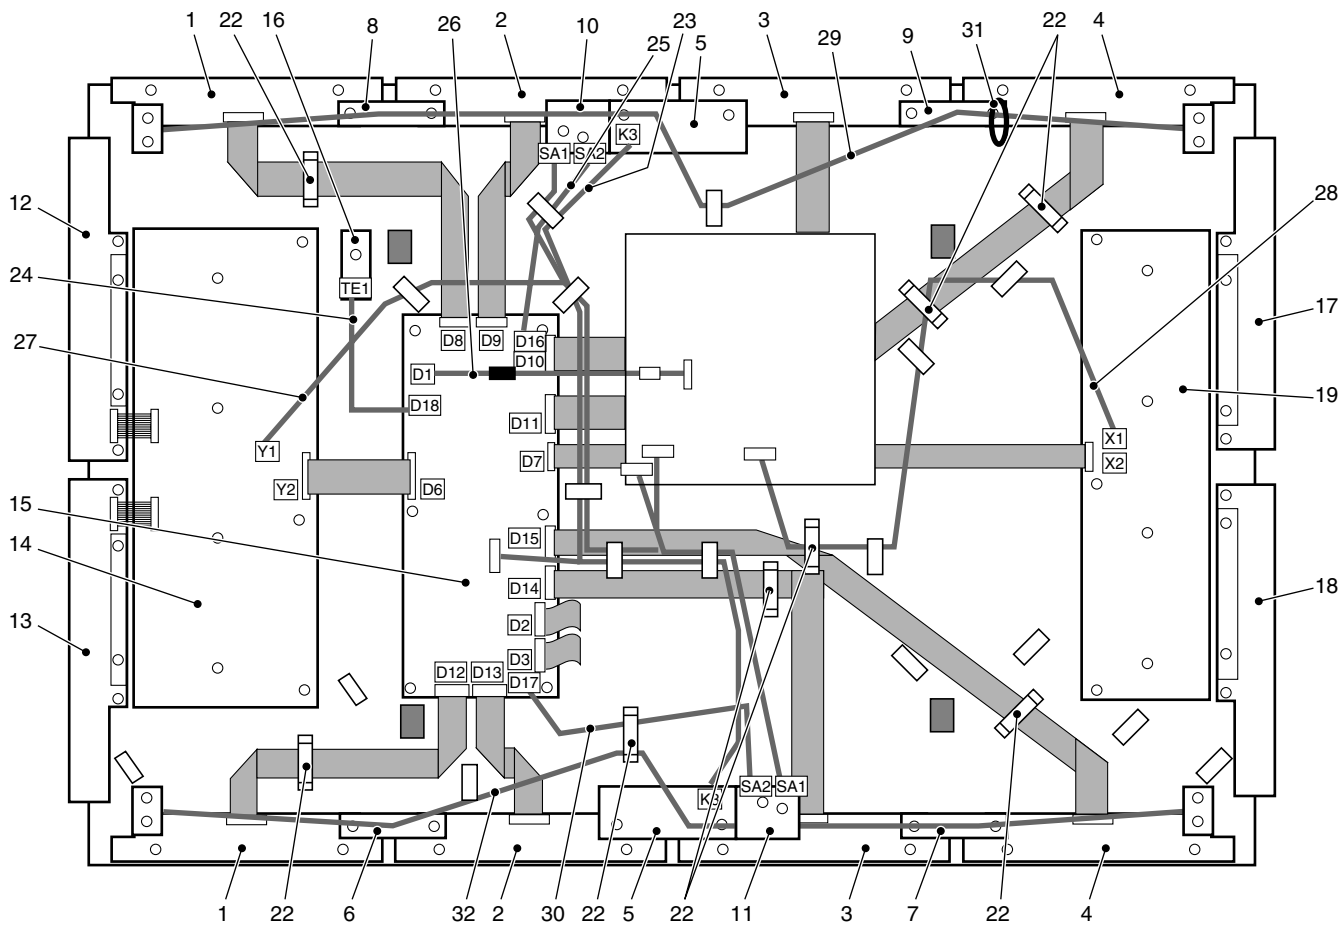 1 22 16 8 26 2 10 25 23 5 3 29 9 31 22 4
K3
SA1 SA2
12
28
24
TE1
17
27
D8 D9 D16
D10
D1
D18
19
D11
X1
Y1
D7
X2
Y2 D6
15
D15
14
D14
18
13
D2
D3
D12 D13
D17
SA2 SA1
K3
1 22 6 32 2 30 22 5 22 11 3 7 22 4